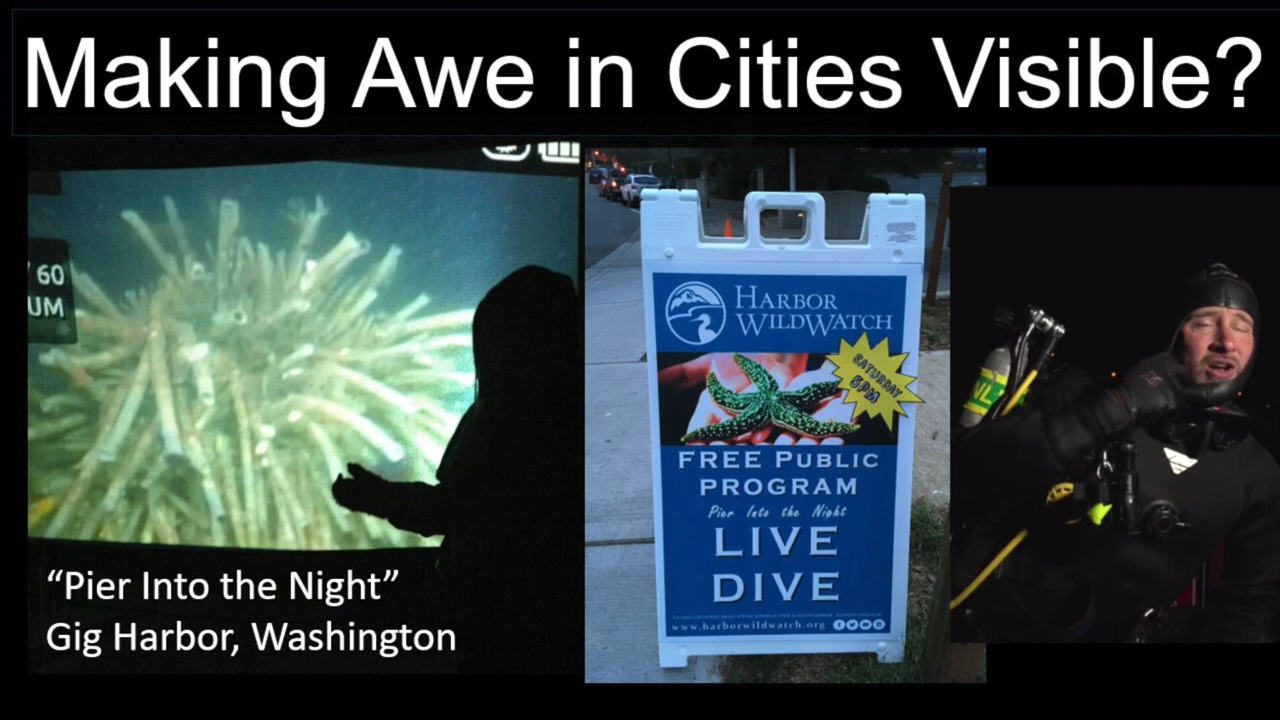 Making Awe in Cities Visible?
60
UM
HARBOR
WILDWATCH
SATURDAY
5PM
FREE PUBLIC
PROGRAM
Pier Into the Night
LIVE
DIVE
www.harborwildwatch.org
"Pier Into the Night"
Gig Harbor, Washington